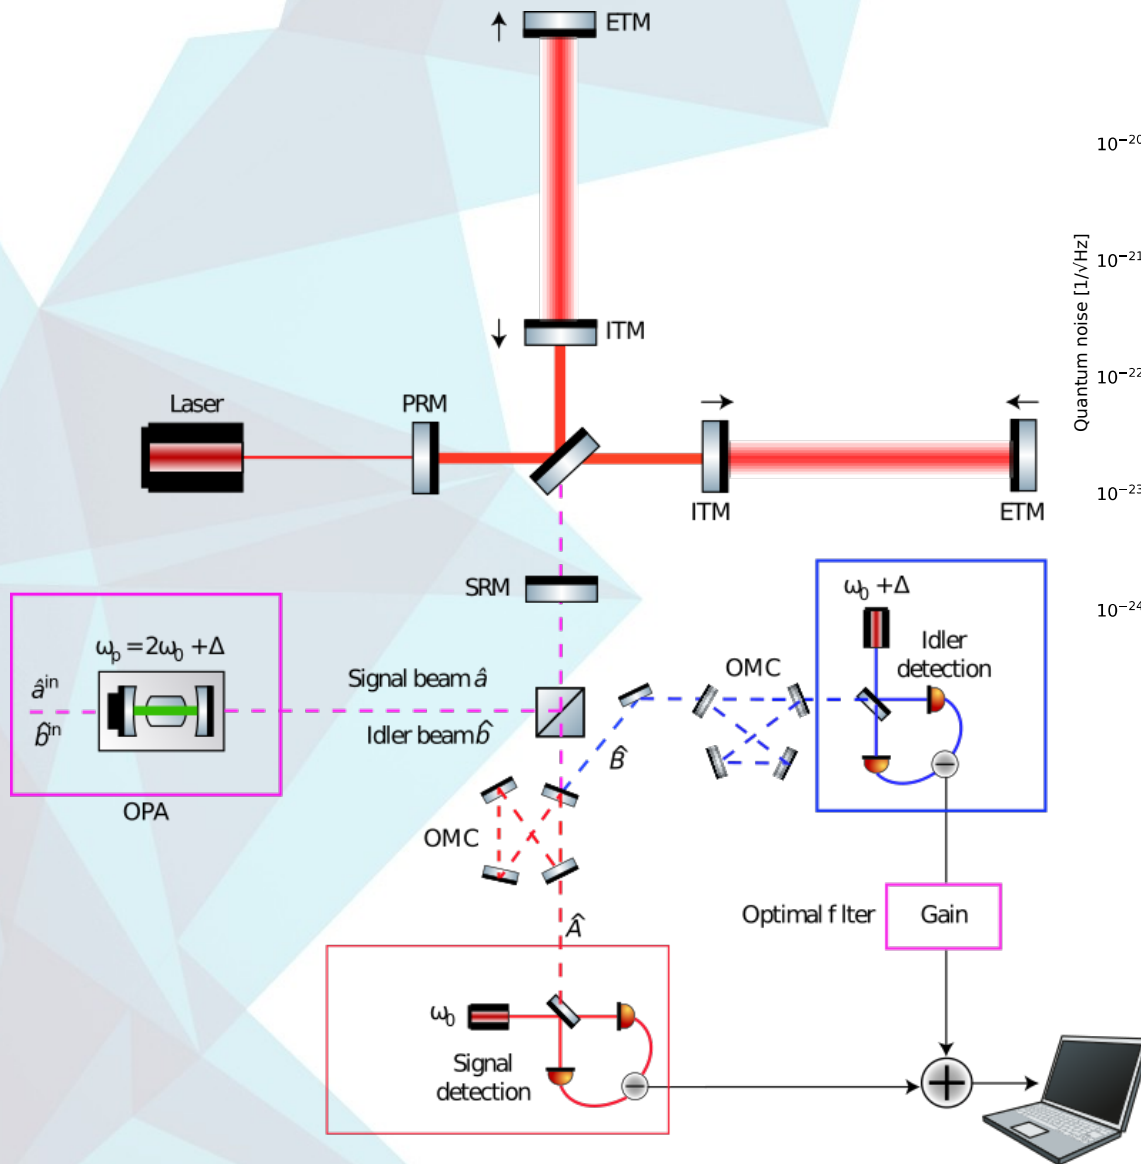 ETM
ITM
Laser
PRM
ITM
ETM
SRM
ωₚ = 2ω₀ + Δ
âⁱⁿ
b̂ⁱⁿ
OPA
Signal beam â
Idler beam b̂
OMC
B̂
OMC
ω₀ + Δ
Idler
detection
Optimal f lter
Gain
Â
ω₀
Signal
detection
Quantum noise [1/√Hz]
10⁻²⁰
10⁻²¹
10⁻²²
10⁻²³
10⁻²⁴